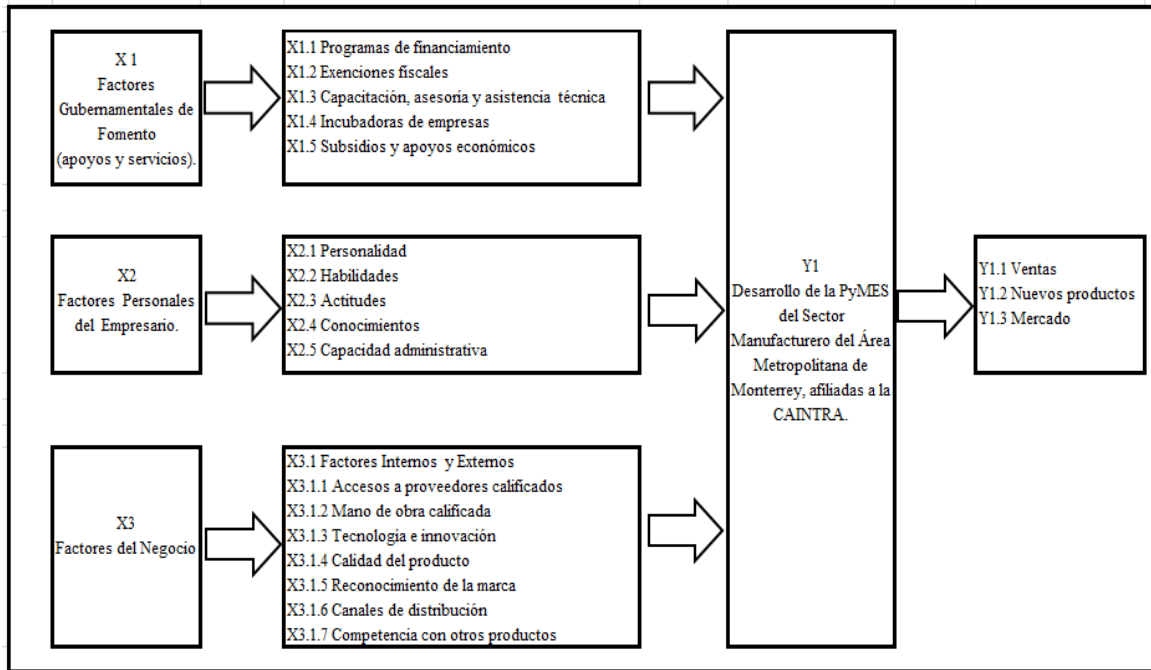 X 1
Factores
Gubernamentales de
Fomento
(apoyos y servicios).
X1.1 Programas de financiamiento
X1.2 Exenciones fiscales
X1.3 Capacitación, asesoria y asistencia técnica
X1.4 Incubadoras de empresas
X1.5 Subsidios y apoyos económicos
X2
Factores Personales
del Empresario.
X2.1 Personalidad
X2.2 Habilidades
X2.3 Actitudes
X2.4 Conocimientos
X2.5 Capacidad administrativa
X3
Factores del Negocio
X3.1 Factores Internos y Externos
X3.1.1 Accesos a proveedores calificados
X3.1.2 Mano de obra calificada
X3.1.3 Tecnología e innovación
X3.1.4 Calidad del producto
X3.1.5 Reconocimiento de la marca
X3.1.6 Canales de distribución
X3.1.7 Competencia con otros productos
Y1
Desarrollo de la PyMES
del Sector
Manufacturero del Área
Metropolitana de
Monterrey, afiliadas a la
CAINTRA.
Y1.1 Ventas
Y1.2 Nuevos productos
Y1.3 Mercado